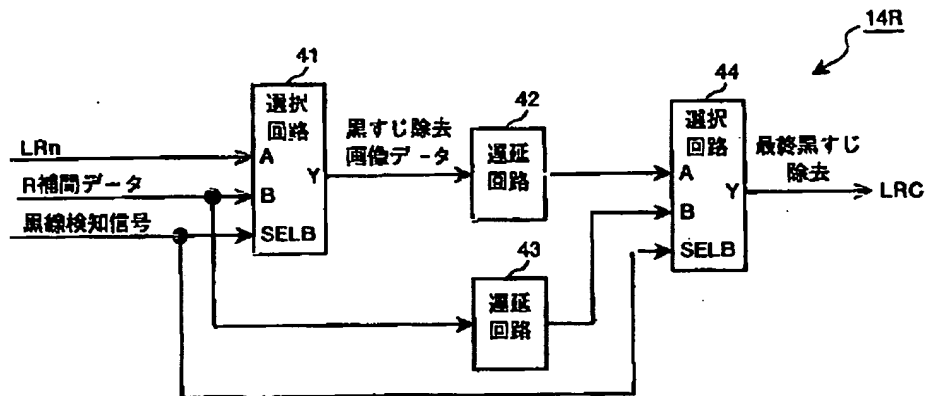 14R
41
選択
回路
A
B
SELB
Y
LRn
R補間データ
黒線検知信号
黒すじ除去
画像データ
42
遅延
回路
43
遅延
回路
44
選択
回路
A
B
SELB
Y
最終黒すじ
除去
LRC